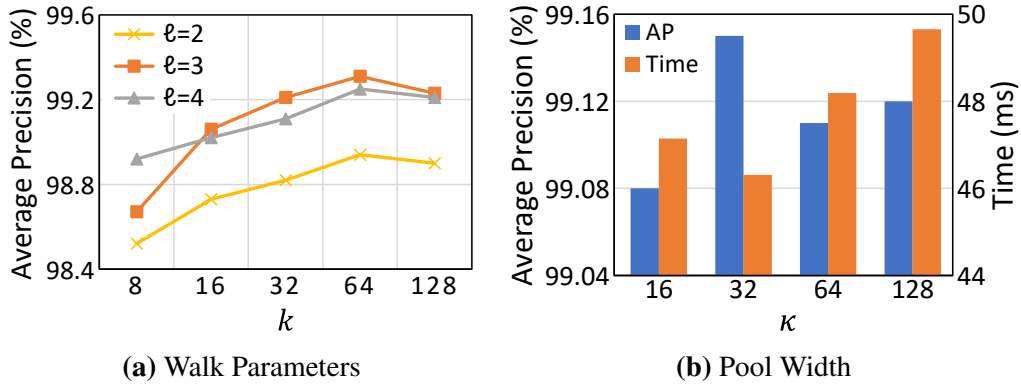 Average Precision (%)
99.6
99.2
98.8
98.4
ℓ=2
ℓ=3
ℓ=4
8 16 32 64 128
k
(a) Walk Parameters
Average Precision (%)
99.16
99.12
99.08
99.04
AP
Time
50
48
46
44
Time (ms)
16 32 64 128
κ
(b) Pool Width